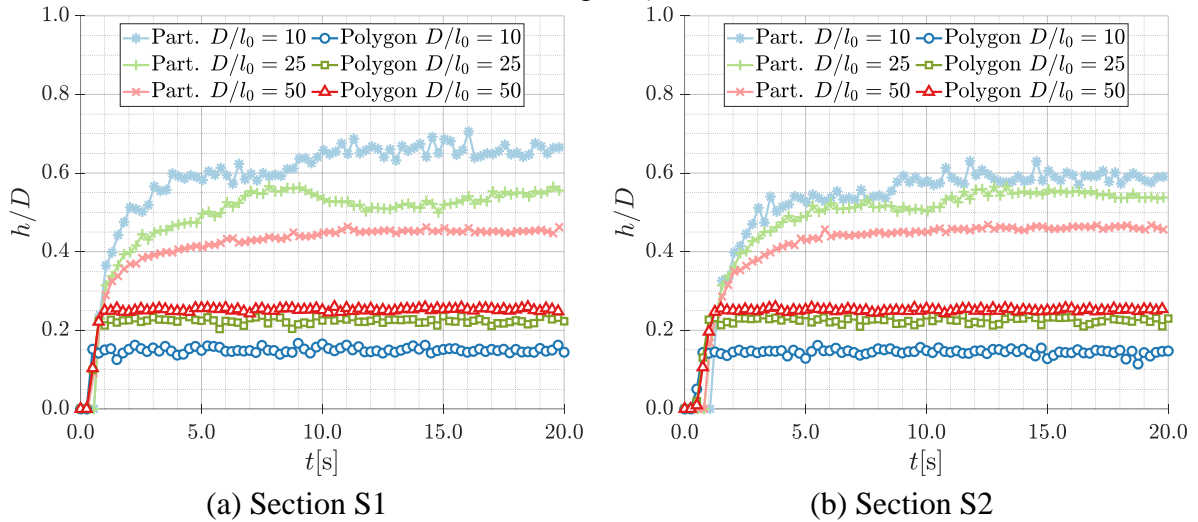 1.0
0.8
0.6
0.4
0.2
0.0
h/D
Part. D/l₀ = 10 Polygon D/l₀ = 10
Part. D/l₀ = 25 Polygon D/l₀ = 25
Part. D/l₀ = 50 Polygon D/l₀ = 50
0.0 5.0 10.0 15.0 20.0
t[s]
(a) Section S1
1.0
0.8
0.6
0.4
0.2
0.0
h/D
Part. D/l₀ = 10 Polygon D/l₀ = 10
Part. D/l₀ = 25 Polygon D/l₀ = 25
Part. D/l₀ = 50 Polygon D/l₀ = 50
0.0 5.0 10.0 15.0 20.0
t[s]
(b) Section S2